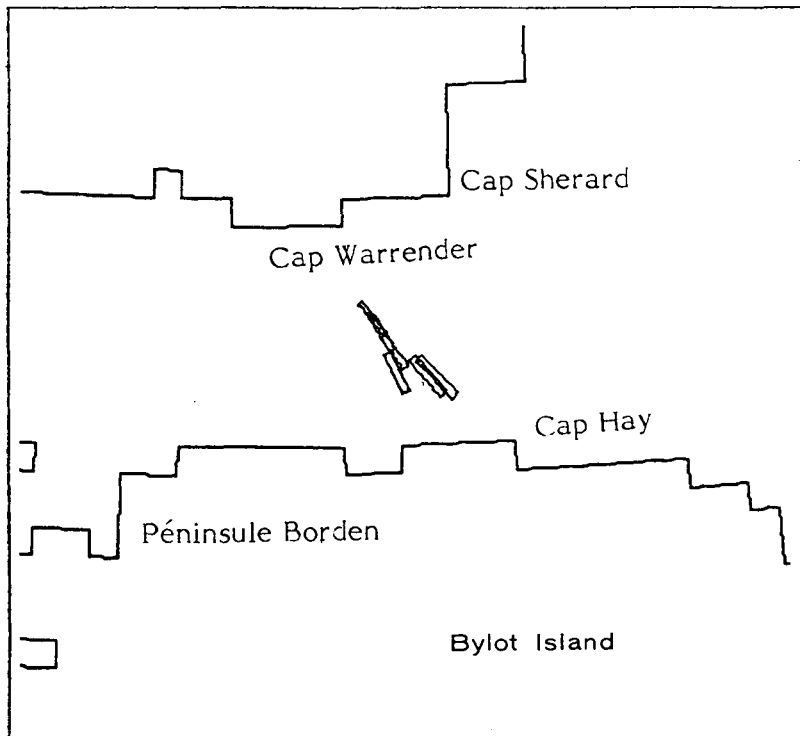 Cap Sherard
Cap Warrender
Cap Hay
Péninsule Borden
Bylot Island